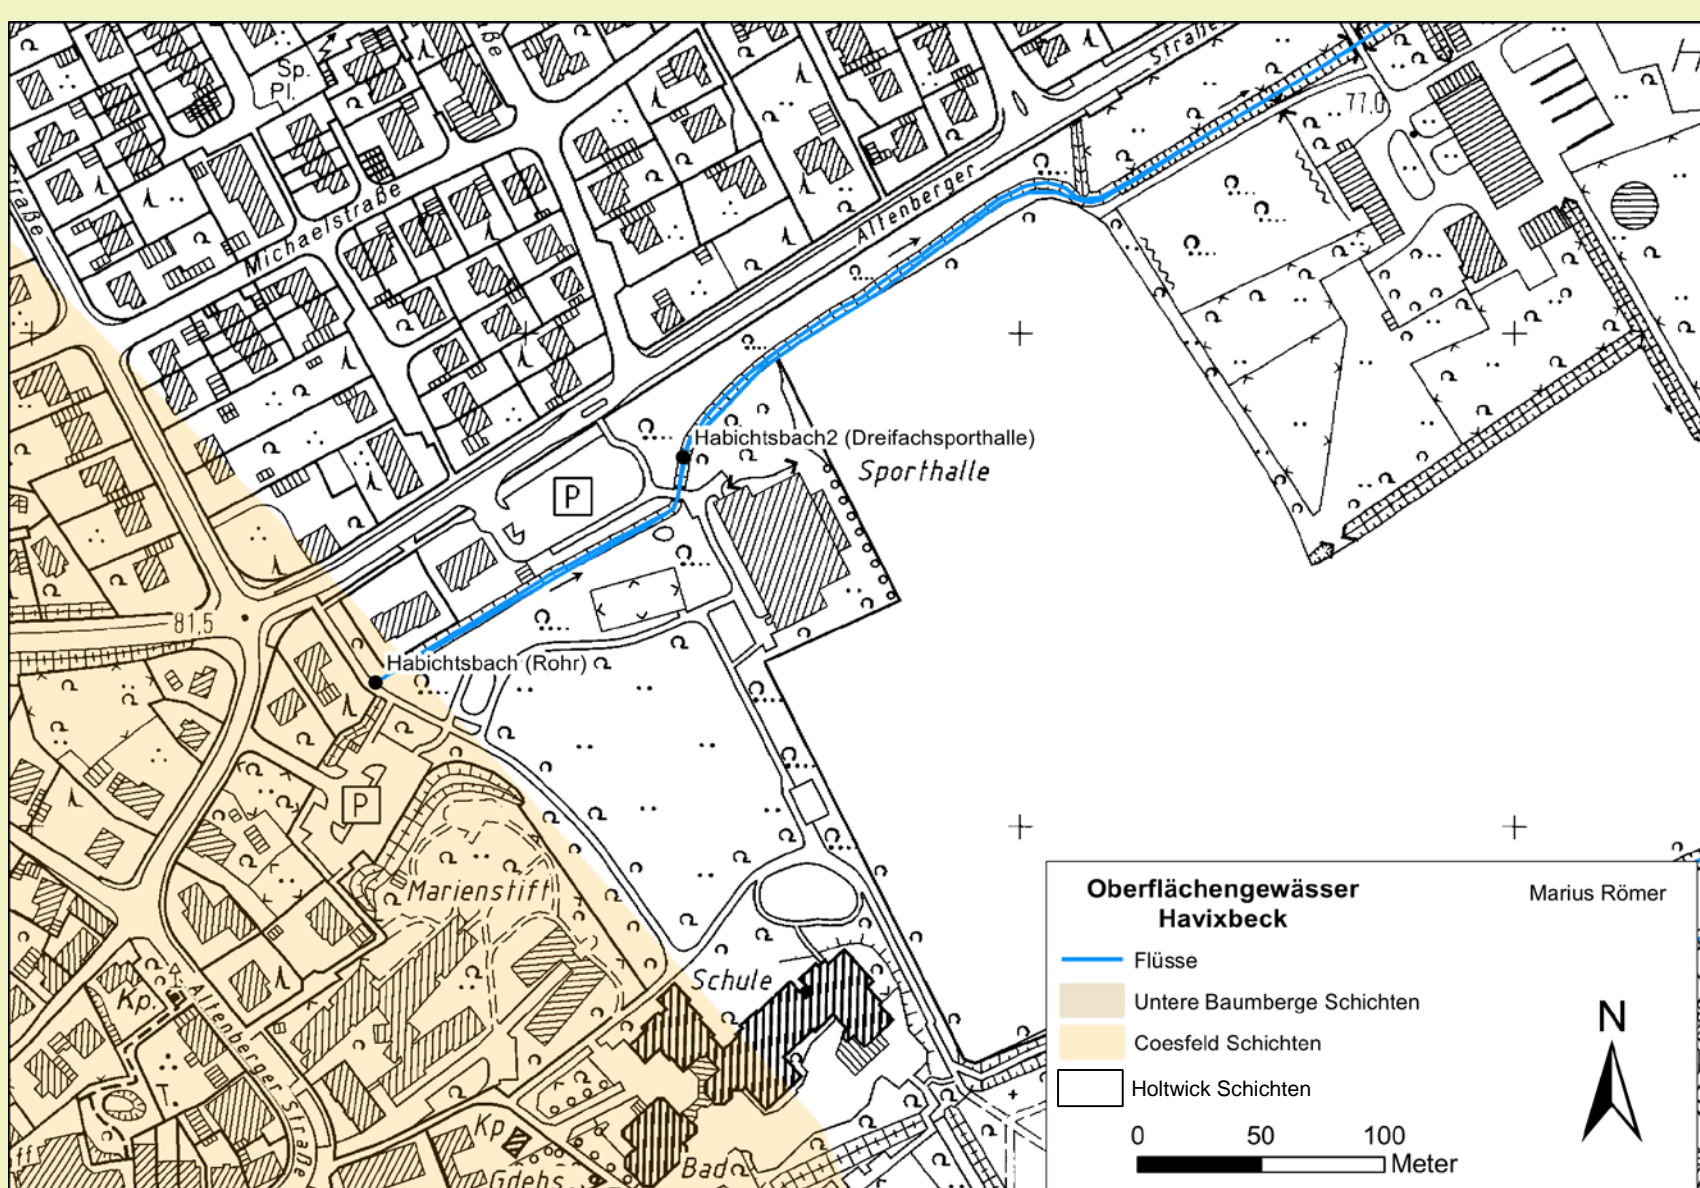 Sp.
Pl.
Straße
77,0
Michaelstraße
Altenberger
Habichtsbach2 (Dreifachsporthalle)
Sporthalle
P
81,5
Habichtsbach (Rohr)
P
Marienstift
Schule
Kp.
Altenberger Straße
T.
Kp
Gdehs.
Bad
Oberflächengewässer
Havixbeck
Marius Römer
Flüsse
Untere Baumberge Schichten
Coesfeld Schichten
Holtwick Schichten
N
0 50 100
Meter